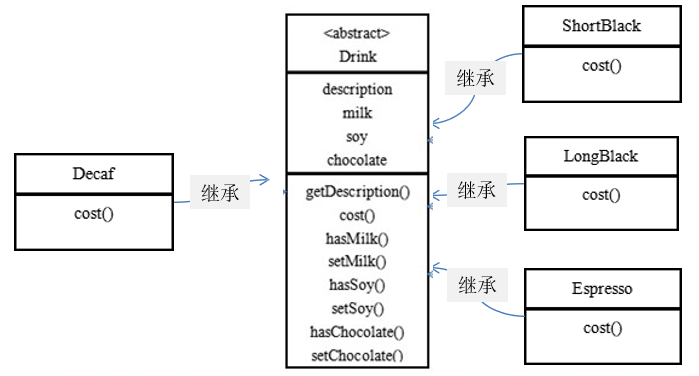 Decaf
cost()
继承
<abstract>
Drink
description
milk
soy
chocolate
getDescription()
cost()
hasMilk()
setMilk()
hasSoy()
setSoy()
hasChocolate()
setChocolate()
继承
ShortBlack
cost()
继承
LongBlack
cost()
继承
Espresso
cost()